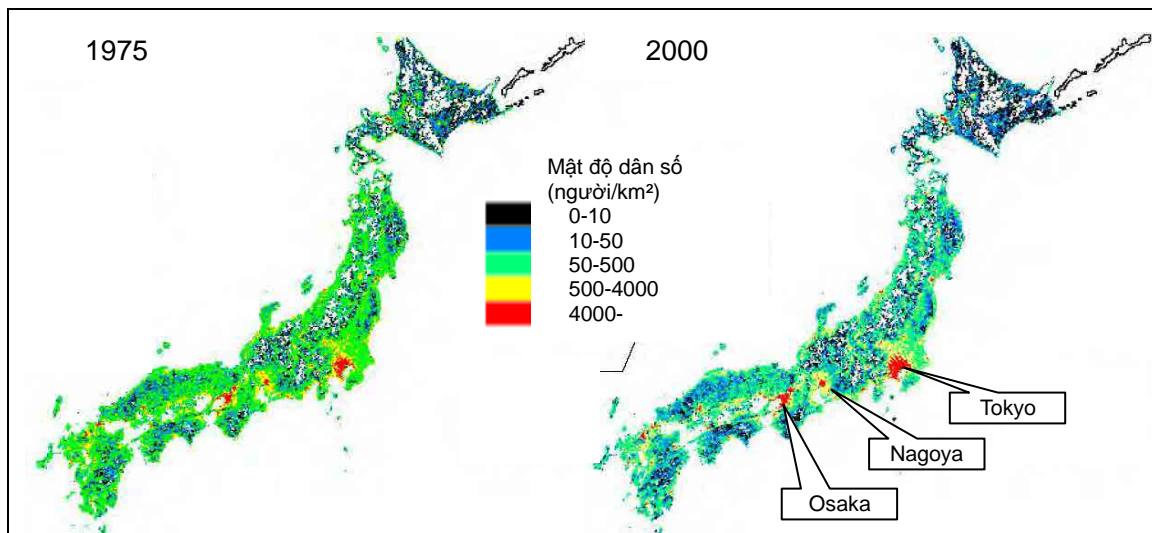 1975
2000
Mật độ dân số
(người/km²)
0-10
10-50
50-500
500-4000
4000-
Tokyo
Nagoya
Osaka